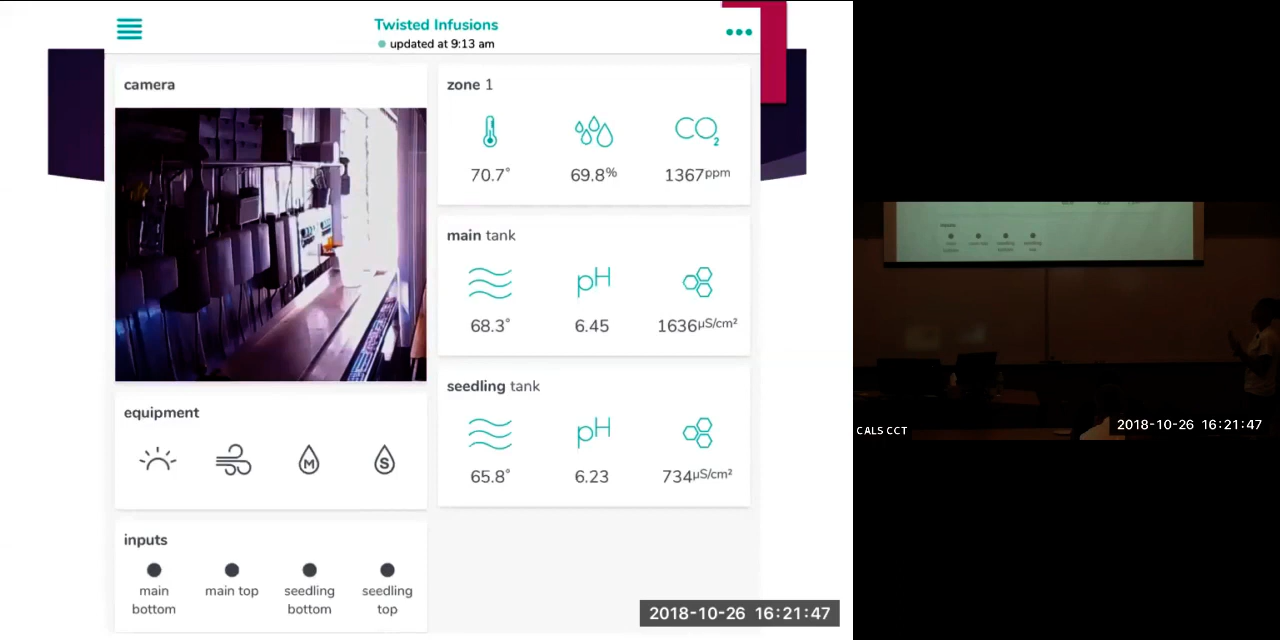 Twisted Infusions
updated at 9:13 am
camera
zone 1
CO2
70.7°
69.8%
1367ppm
main tank
pH
68.3°
6.45
1636µS/cm²
equipment
M
S
seedling tank
pH
65.8°
6.23
734µS/cm²
inputs
main bottom
main top
seedling bottom
seedling top
2018-10-26 16:21:47
CALS CCT
2018-10-26 16:21:47